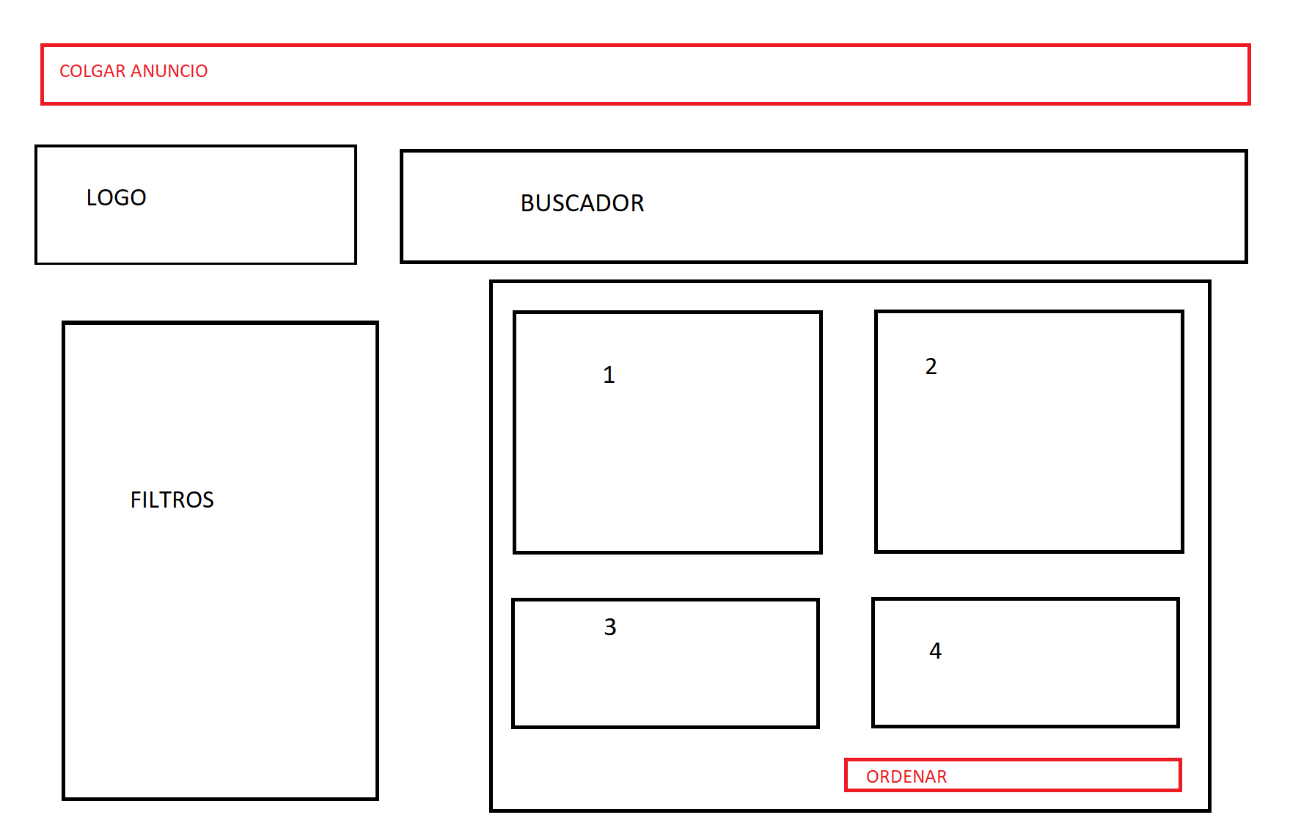 COLGAR ANUNCIO
LOGO
BUSCADOR
FILTROS
1
2
3
4
ORDENAR